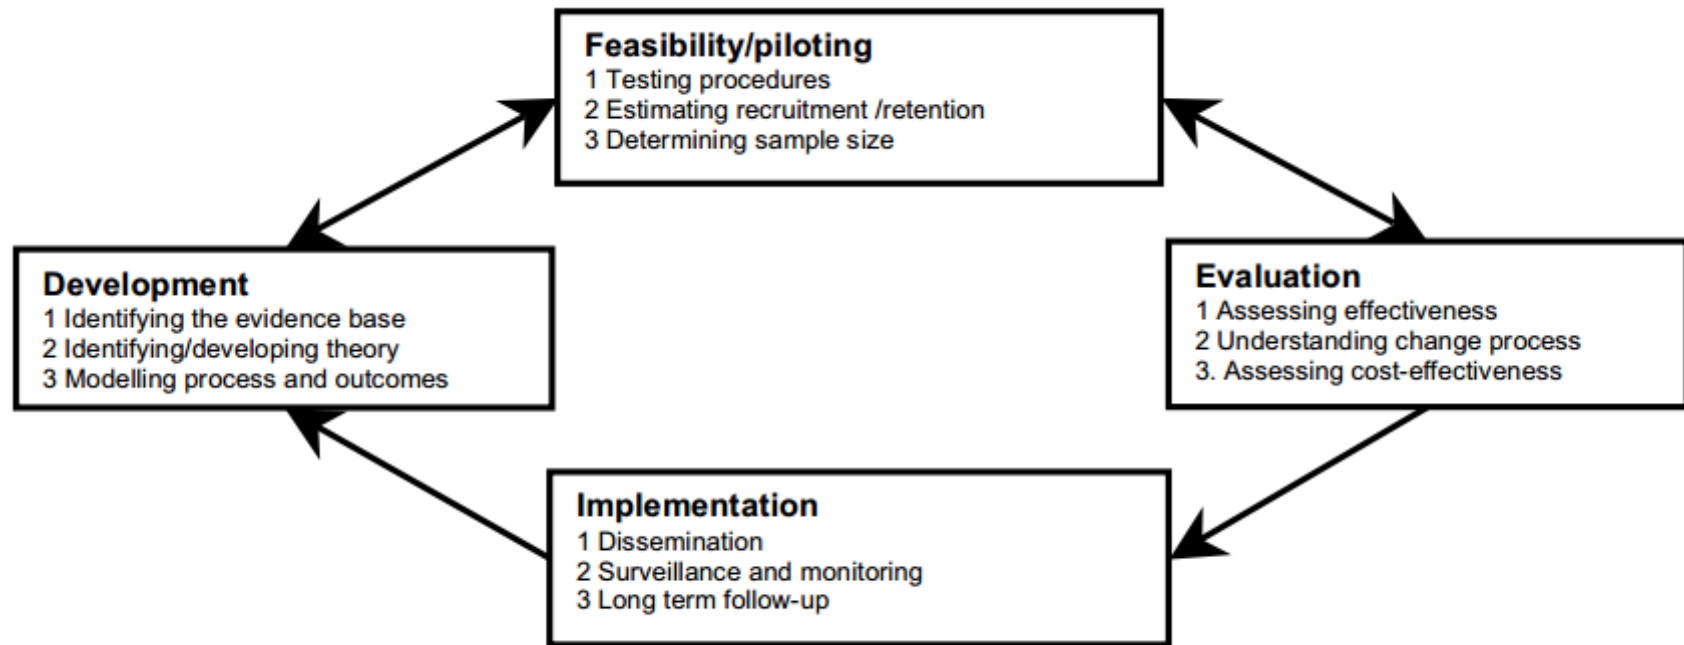 Feasibility/piloting
1 Testing procedures
2 Estimating recruitment /retention
3 Determining sample size
Development
1 Identifying the evidence base
2 Identifying/developing theory
3 Modelling process and outcomes
Evaluation
1 Assessing effectiveness
2 Understanding change process
3. Assessing cost-effectiveness
Implementation
1 Dissemination
2 Surveillance and monitoring
3 Long term follow-up